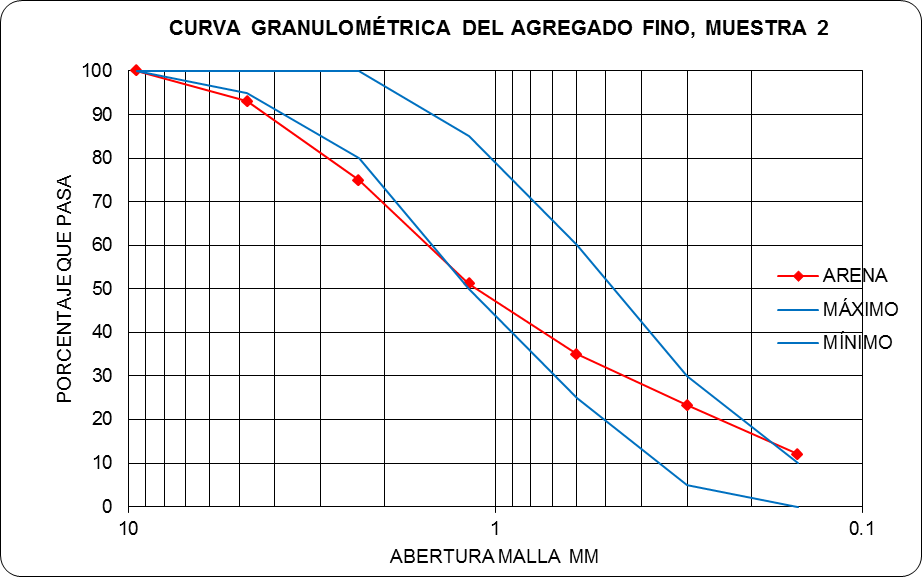 CURVA GRANULOMÉTRICA DEL AGREGADO FINO, MUESTRA 2
PORCENTAJE QUE PASA
100
90
80
70
60
50
40
30
20
10
0
10
1
0.1
ABERTURA MALLA MM
ARENA
MÁXIMO
MÍNIMO